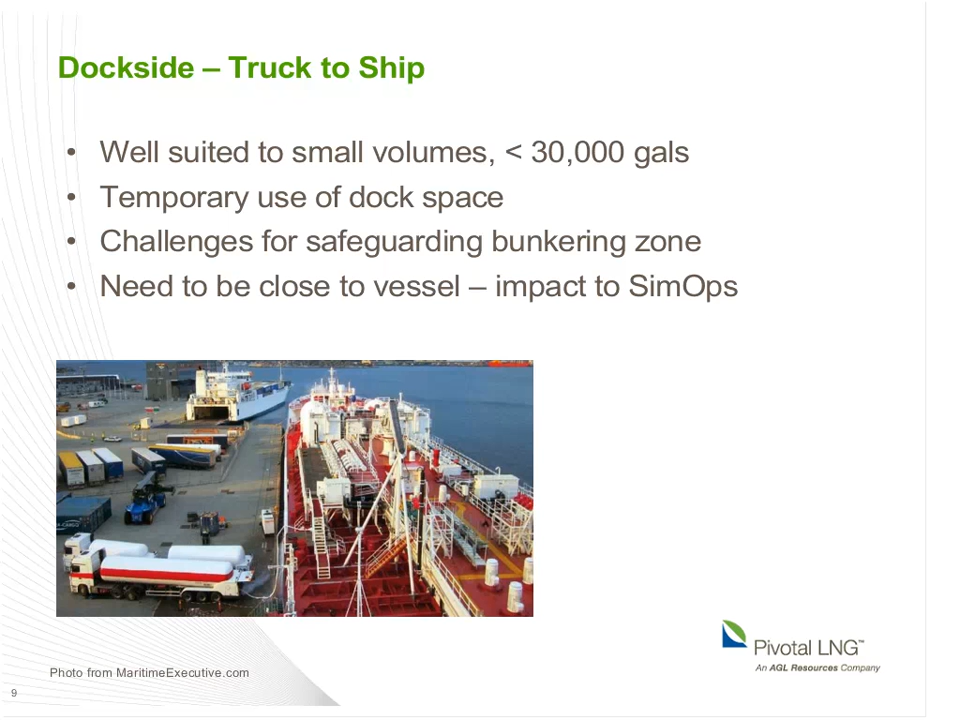 Dockside – Truck to Ship
• Well suited to small volumes, < 30,000 gals
• Temporary use of dock space
• Challenges for safeguarding bunkering zone
• Need to be close to vessel – impact to SimOps
Pivotal LNG™
An AGL Resources Company
Photo from MaritimeExecutive.com
9